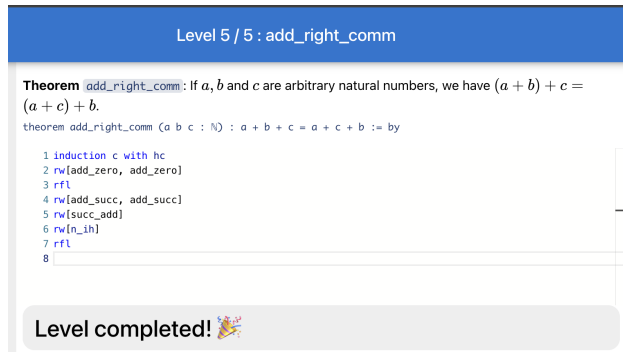 Level 5 / 5 : add_right_comm
Theorem add_right_comm: If a, b and c are arbitrary natural numbers, we have (a + b) + c =
(a + c) + b.
theorem add_right_comm (a b c : ℕ) : a + b + c = a + c + b := by
1 induction c with hc
2 rw[add_zero, add_zero]
3 rfl
4 rw[add_succ, add_succ]
5 rw[succ_add]
6 rw[n_ih]
7 rfl
8
Level completed! 🎉